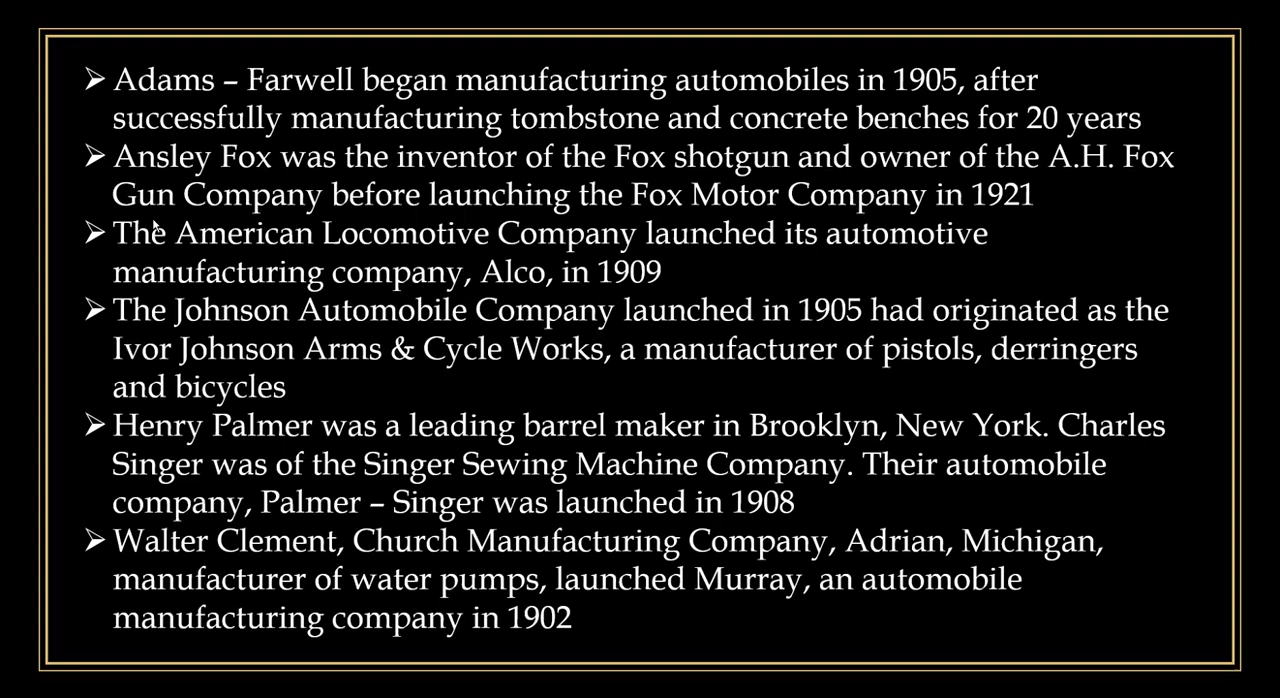 ➢ Adams – Farwell began manufacturing automobiles in 1905, after
successfully manufacturing tombstone and concrete benches for 20 years
➢ Ansley Fox was the inventor of the Fox shotgun and owner of the A.H. Fox
Gun Company before launching the Fox Motor Company in 1921
➢ The American Locomotive Company launched its automotive
manufacturing company, Alco, in 1909
➢ The Johnson Automobile Company launched in 1905 had originated as the
Ivor Johnson Arms & Cycle Works, a manufacturer of pistols, derringers
and bicycles
➢ Henry Palmer was a leading barrel maker in Brooklyn, New York. Charles
Singer was of the Singer Sewing Machine Company. Their automobile
company, Palmer – Singer was launched in 1908
➢ Walter Clement, Church Manufacturing Company, Adrian, Michigan,
manufacturer of water pumps, launched Murray, an automobile
manufacturing company in 1902